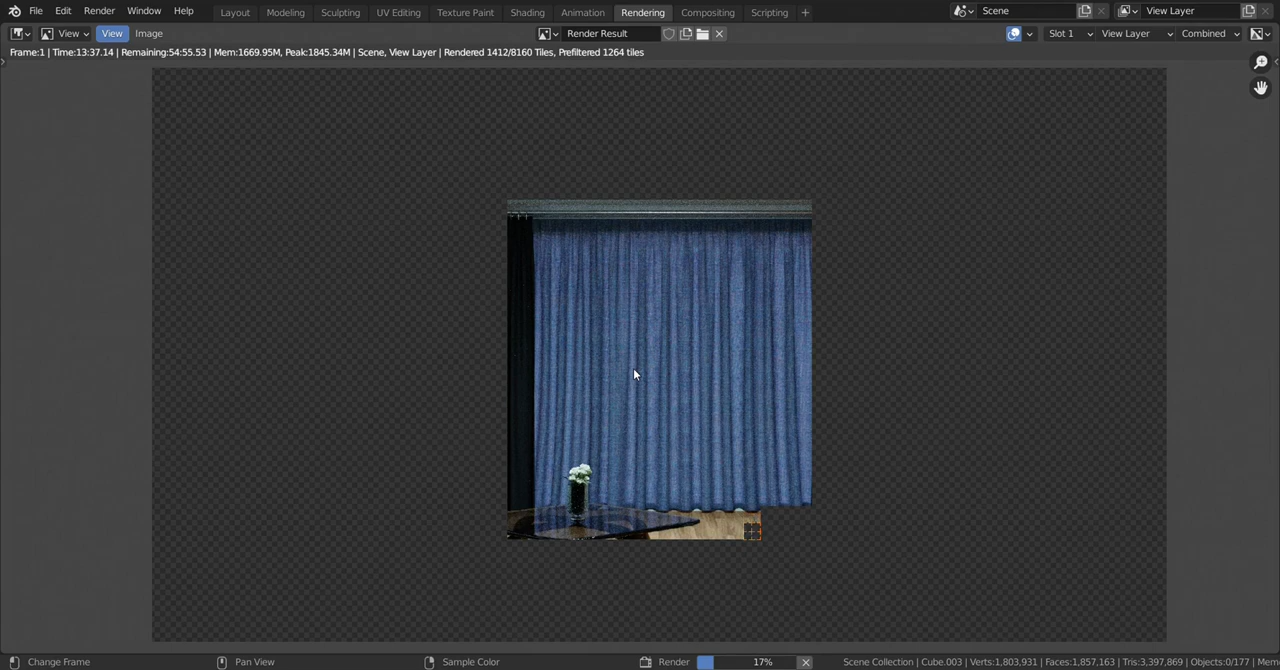 File Edit Render Window Help Layout Modeling Sculpting UV Editing Texture Paint Shading Animation Rendering Compositing Scripting + Scene View Layer
View View Image Render Result Slot 1 View Layer Combined
Frame:1 | Time:13:37.14 | Remaining:54:55.53 | Mem:1669.95M, Peak:1845.34M | Scene, View Layer | Rendered 1412/8160 Tiles, Prefiltered 1264 tiles
Change Frame Pan View Sample Color Render 17% Scene Collection | Cube.003 | Verts:1,803,931 | Faces:1,857,163 | Tris:3,397,869 | Objects:0/177 | Mem